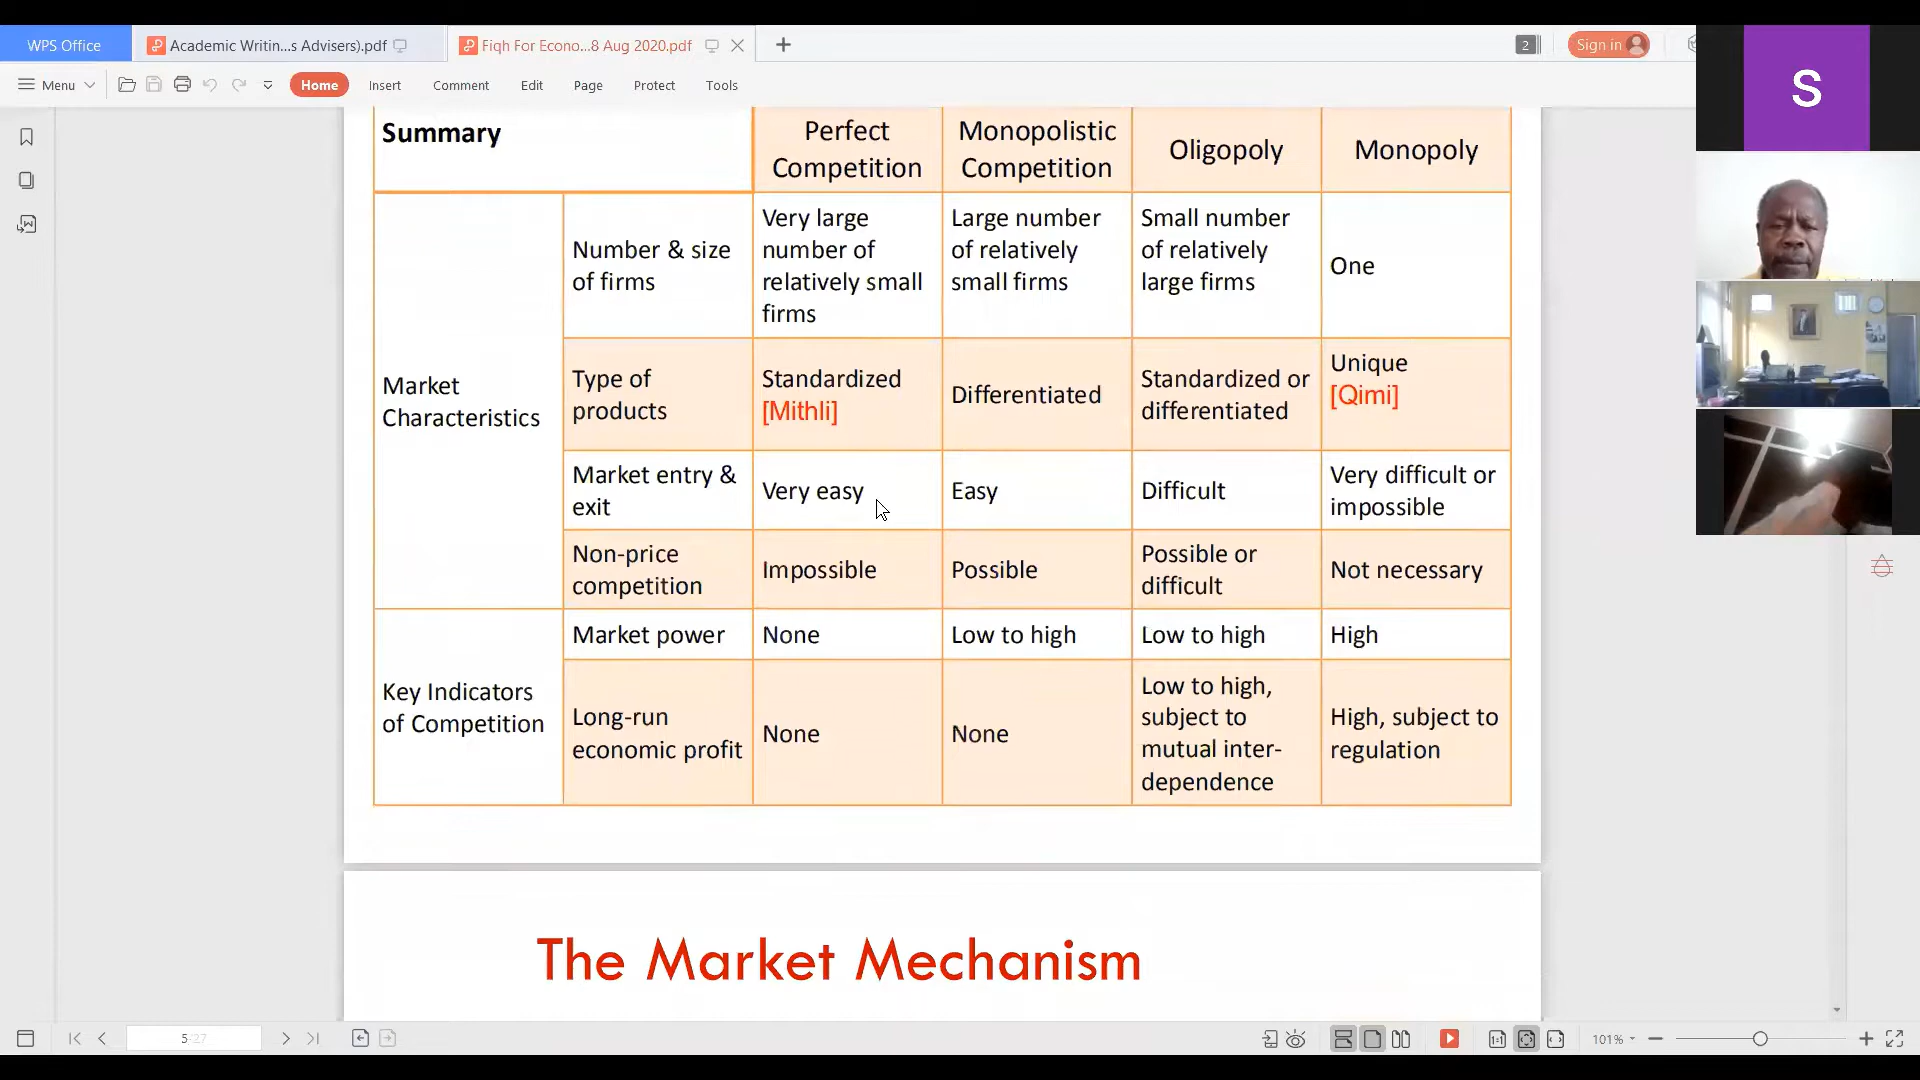 WPS Office
Academic Writin...s Advisers).pdf
Fiqh For Econo...8 Aug 2020.pdf
2
Sign in
S
Menu
Home
Insert
Comment
Edit
Page
Protect
Tools
Summary
Perfect
Competition
Monopolistic
Competition
Oligopoly
Monopoly
Market
Characteristics
Number & size
of firms
Very large
number of
relatively small
firms
Large number
of relatively
small firms
Small number
of relatively
large firms
One
Type of
products
Standardized
[Mithli]
Differentiated
Standardized or
differentiated
Unique
[Qimi]
Market entry &
exit
Very easy
Easy
Difficult
Very difficult or
impossible
Non-price
competition
Impossible
Possible
Possible or
difficult
Not necessary
Key Indicators
of Competition
Market power
None
Low to high
Low to high
High
Long-run
economic profit
None
None
Low to high,
subject to
mutual inter-
dependence
High, subject to
regulation
The Market Mechanism
5/27
101%